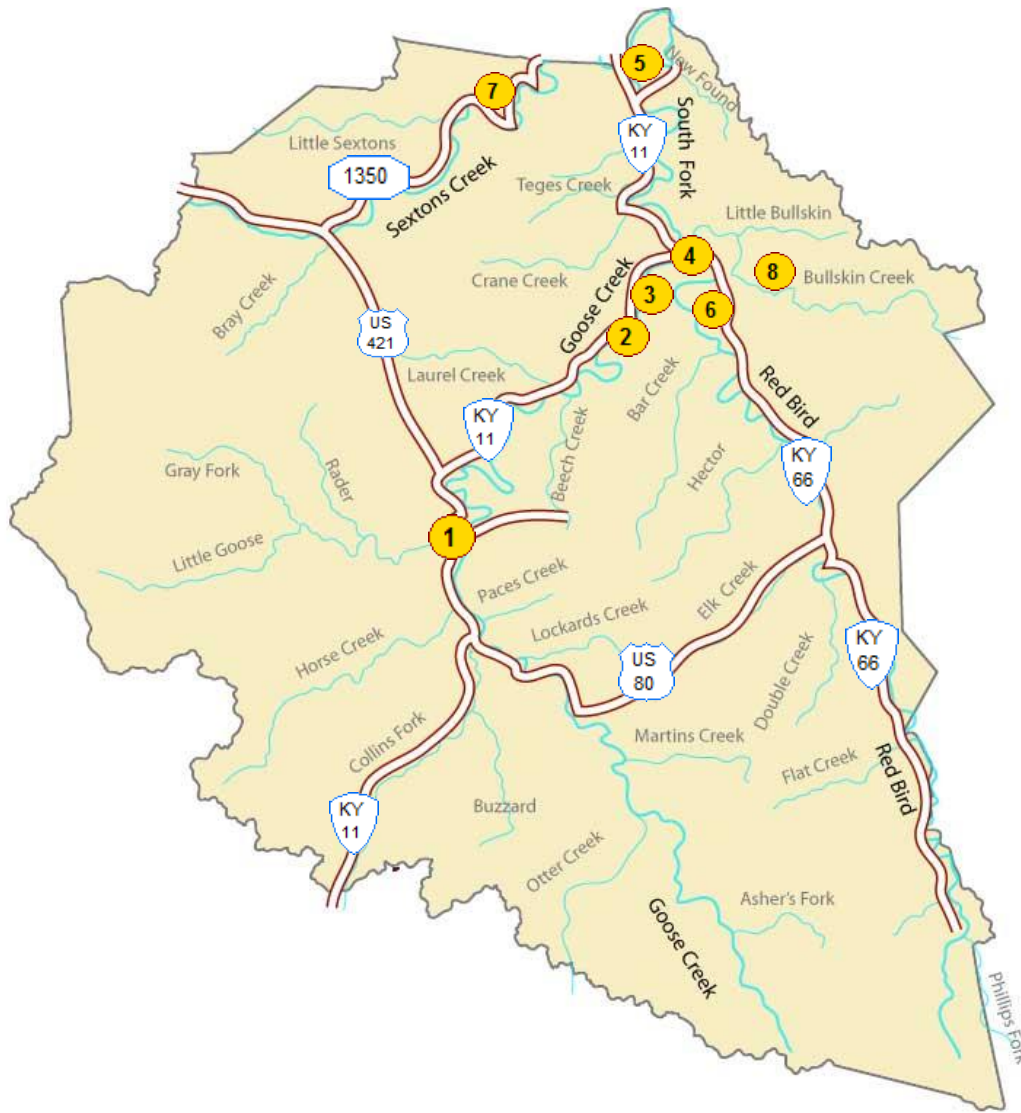 5
New Found
7
KY
11
South Fork
Little Sextons
1350
Sextons Creek
Teges Creek
Little Bullskin
4
8
Bullskin Creek
Crane Creek
Goose Creek
3
6
2
Bray Creek
US
421
Laurel Creek
Bar Creek
Red Bird
KY
11
Beech Creek
Hector
KY
66
Gray Fork
Rader
1
Little Goose
Paces Creek
Elk Creek
Lockards Creek
Horse Creek
US
80
KY
66
Double Creek
Collins Fork
Martins Creek
Flat Creek
Red Bird
KY
11
Buzzard
Otter Creek
Goose Creek
Asher's Fork
Phillips Fork